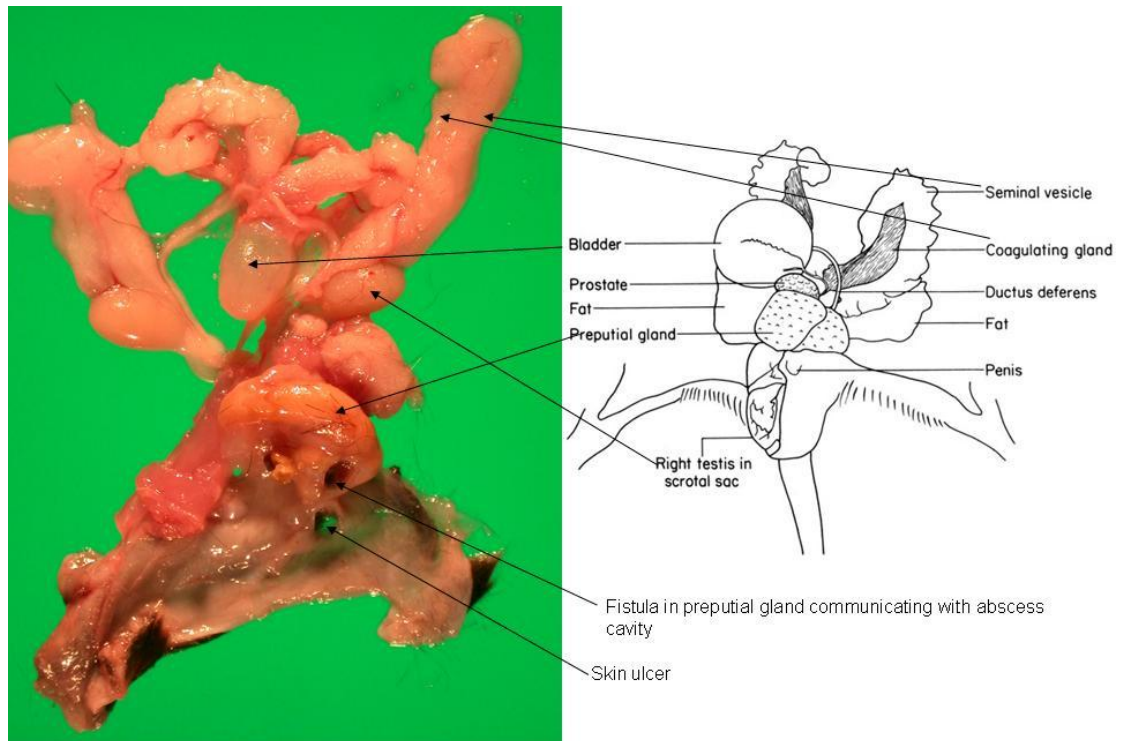 Seminal vesicle
Bladder
Coagulating gland
Prostate
Ductus deferens
Fat
Fat
Preputial gland
Penis
Right testis in
scrotal sac
Fistula in preputial gland communicating with abscess
cavity
Skin ulcer